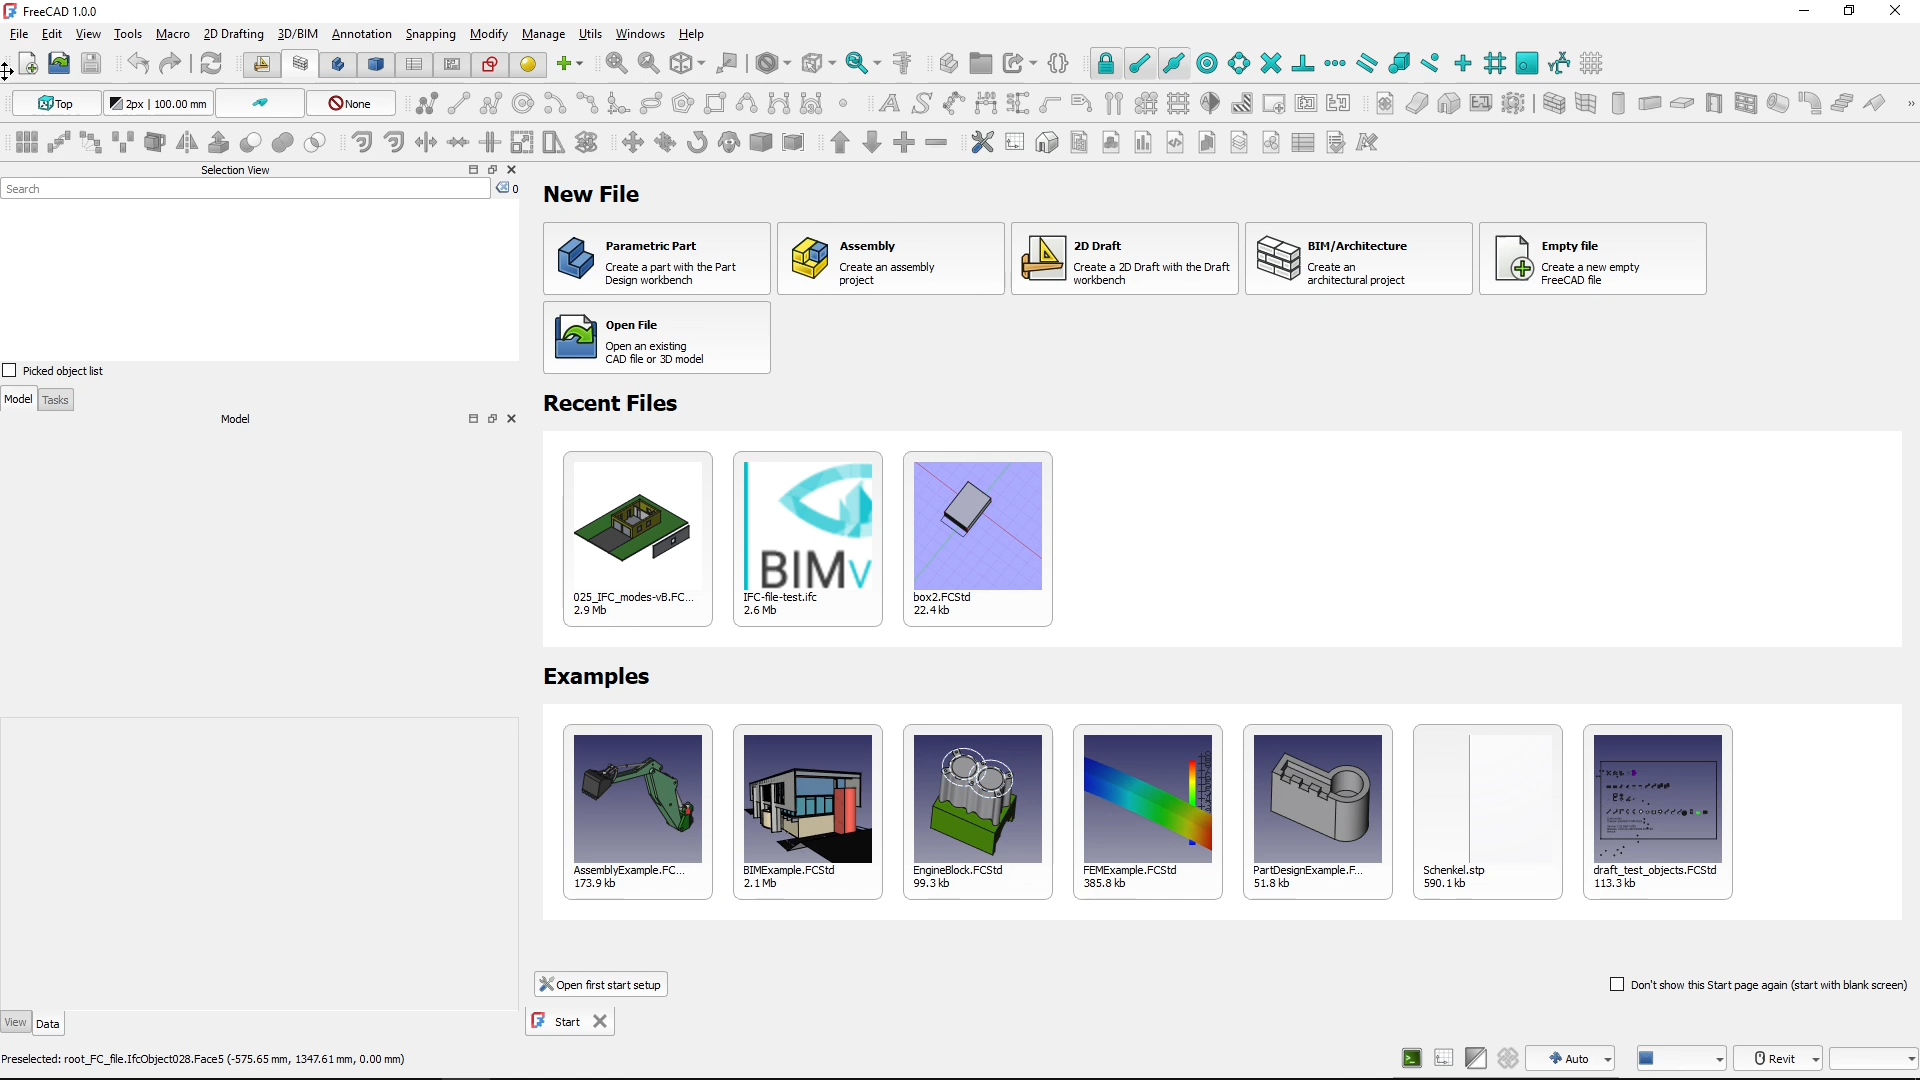 FreeCAD 1.0.0
File Edit View Tools Macro 2D Drafting 3D/BIM Annotation Snapping Modify Manage Utils Windows Help
Top 2px | 100.00 mm None
Selection View
Search 0
Picked object list
Model Tasks
Model
View Data
New File
Parametric Part
Create a part with the Part
Design workbench
Assembly
Create an assembly
project
2D Draft
Create a 2D Draft with the Draft
workbench
BIM/Architecture
Create an
architectural project
Empty file
Create a new empty
FreeCAD file
Open File
Open an existing
CAD file or 3D model
Recent Files
BIMv
025_IFC_modes-vB.FC...
2.9 Mb
IFC-file-test.ifc
2.6 Mb
box2.FCStd
22.4 kb
Examples
AssemblyExample.FC...
173.9 kb
BIMExample.FCStd
2.1 Mb
EngineBlock.FCStd
99.3 kb
FEMExample.FCStd
385.8 kb
PartDesignExample.F...
51.8 kb
Schenkel.stp
590.1 kb
draft_test_objects.FCStd
113.3 kb
Open first start setup
Don't show this Start page again (start with blank screen)
Start
Preselected: root_FC_file.IfcObject028.Face5 (-575.65 mm, 1347.61 mm, 0.00 mm)
Auto Revit